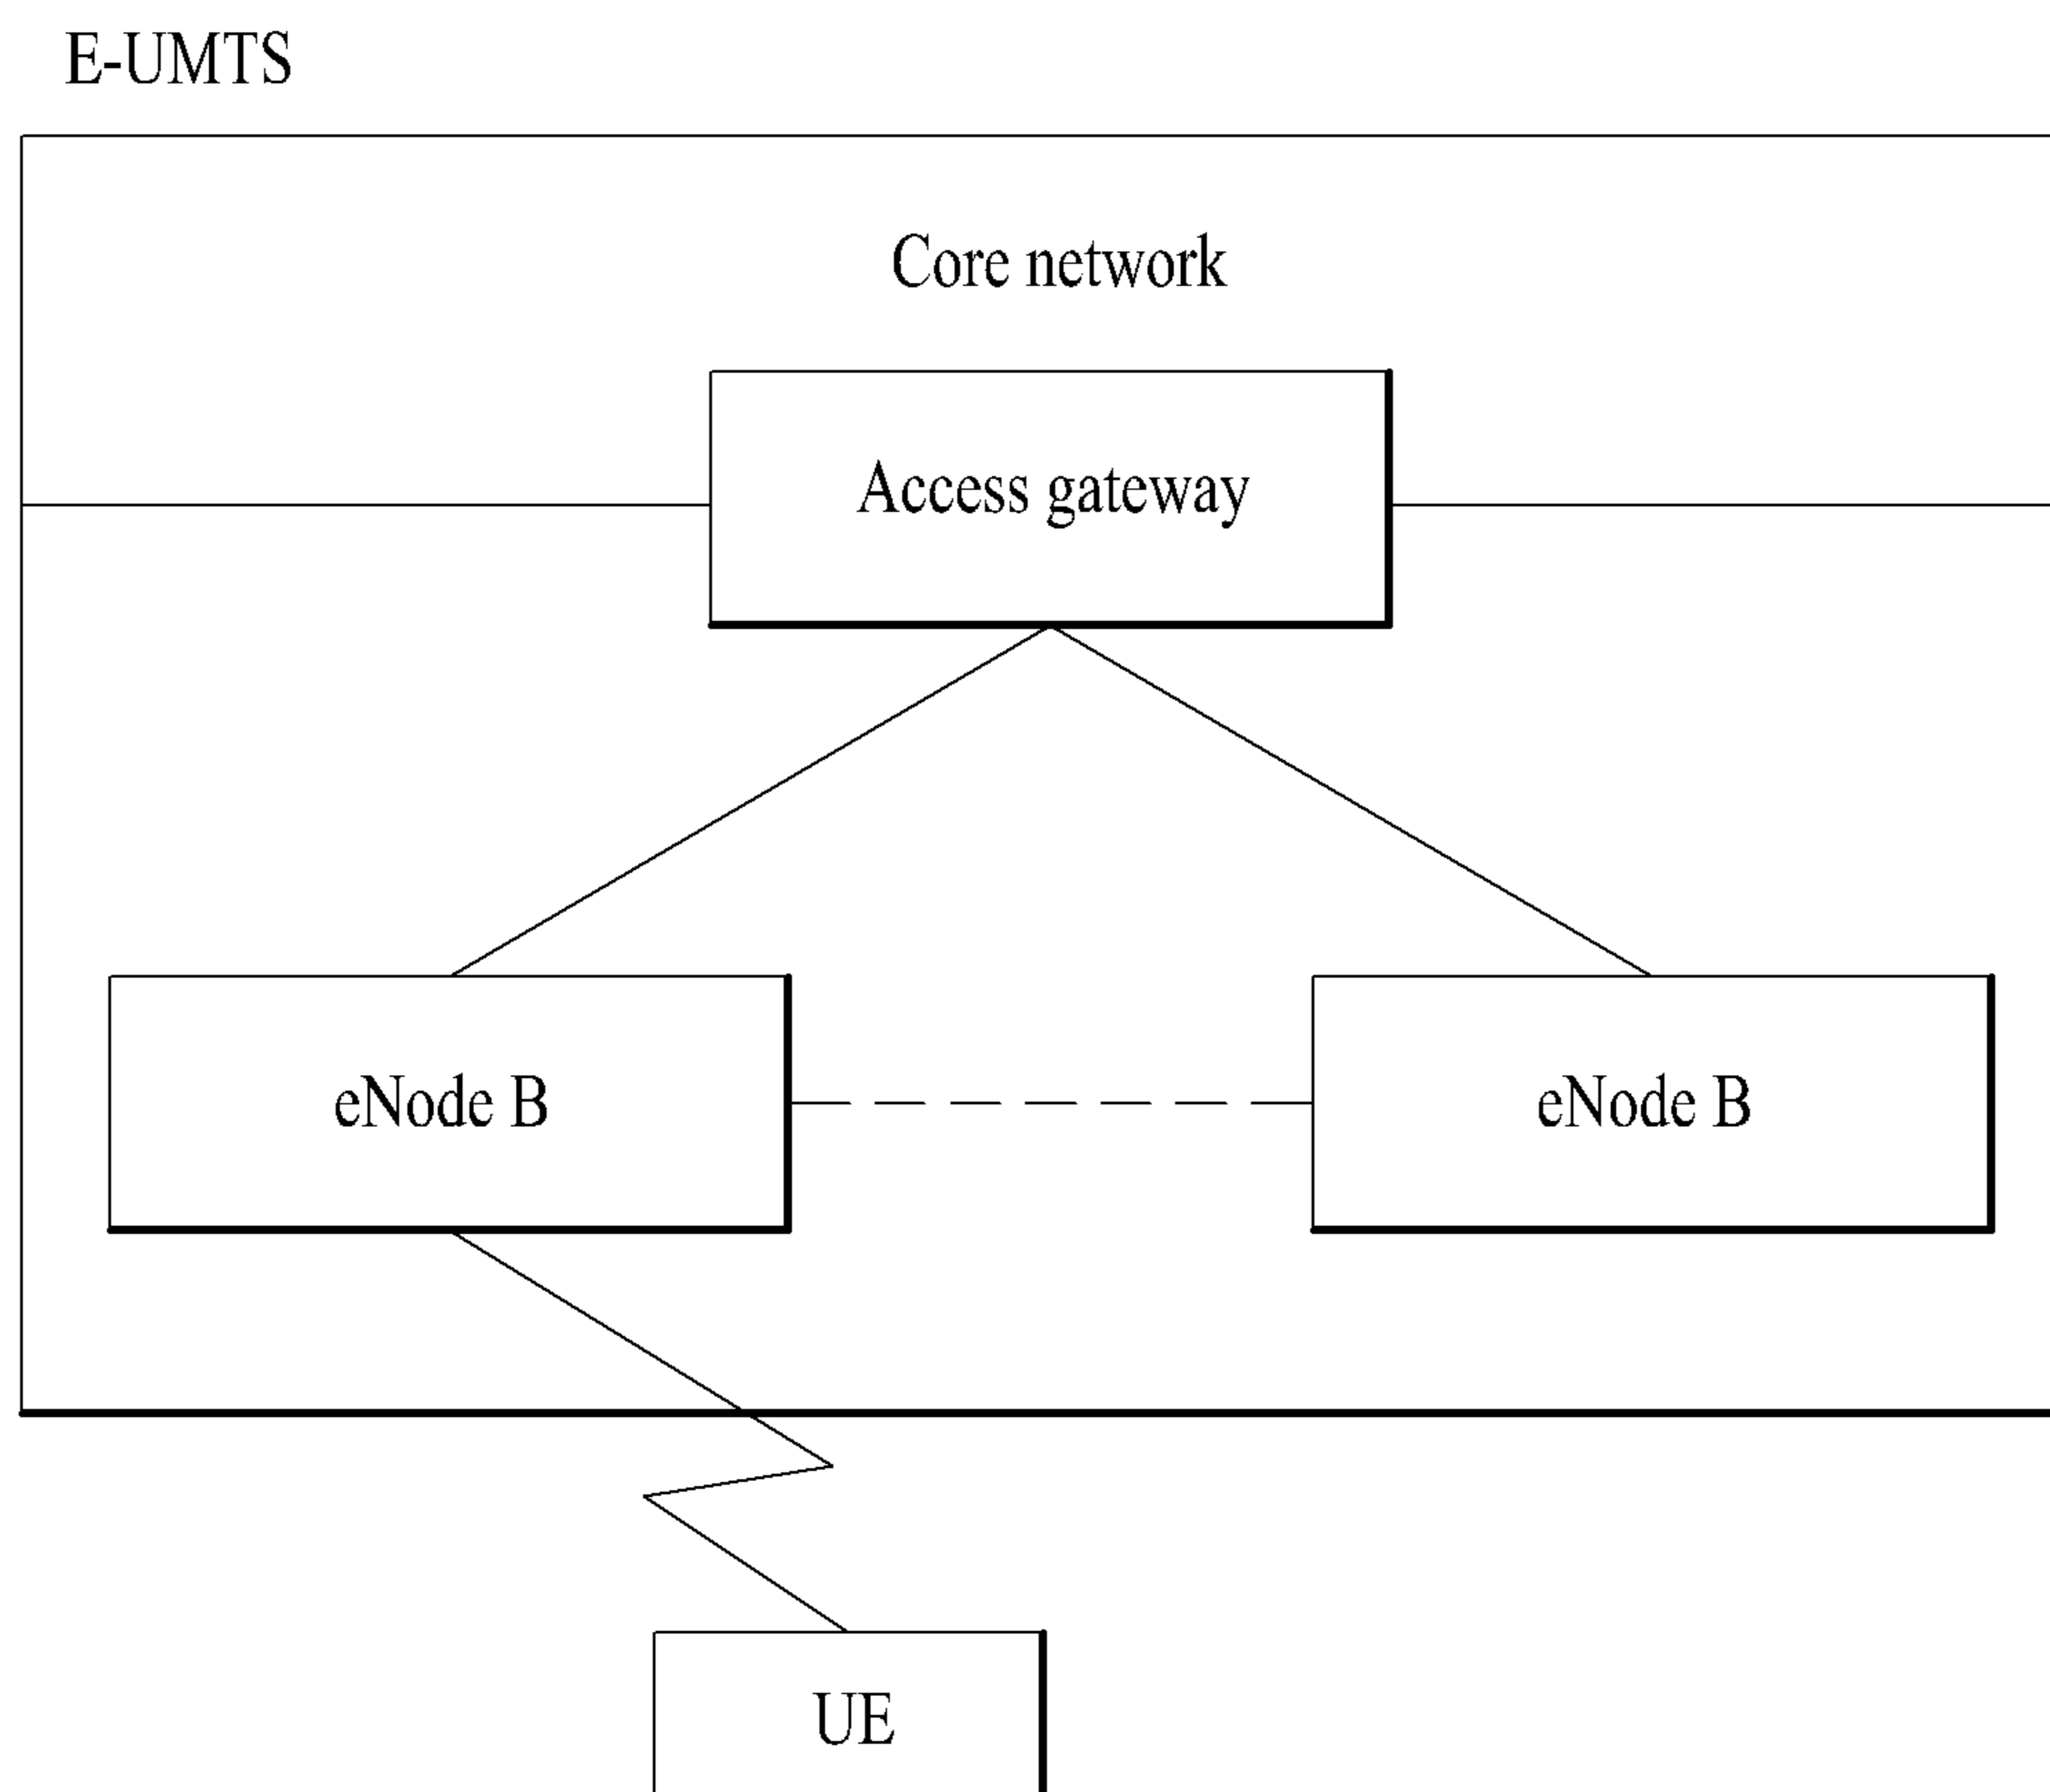 E-UMTS
Core network
Access gateway
eNode B
eNode B
UE